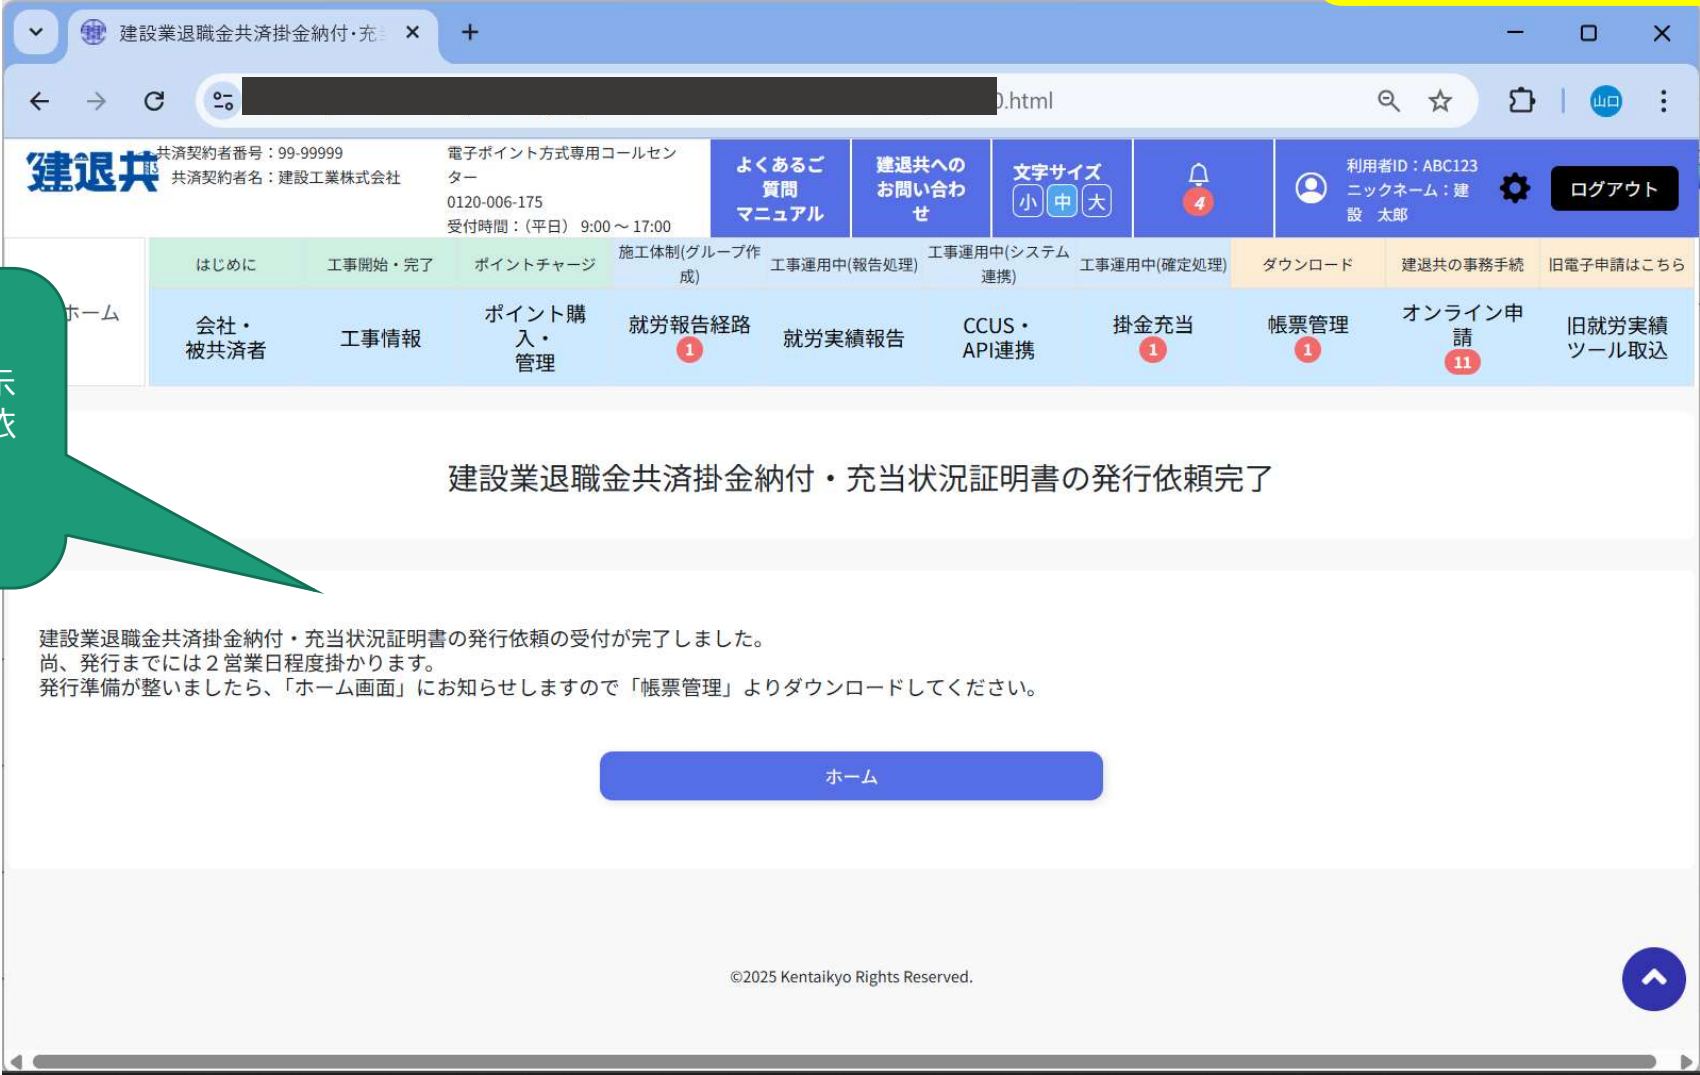 建設業退職金共済掛金納付・充
.html
山口
建退共
共済契約者番号：99-99999
共済契約者名：建設工業株式会社
電子ポイント方式専用コールセン
ター
0120-006-175
受付時間：（平日） 9:00 ～ 17:00
よくあるご
質問
マニュアル
建退共への
お問い合わ
せ
文字サイズ
小 中 大
4
利用者ID：ABC123
ニックネーム：建
設　太郎
ログアウト
ホーム
はじめに
工事開始・完了
ポイントチャージ
施工体制(グループ作
成)
工事運用中(報告処理)
工事運用中(システム
連携)
工事運用中(確定処理)
ダウンロード
建退共の事務手続
旧電子申請はこちら
会社・
被共済者
工事情報
ポイント購
入・
管理
就労報告経路
1
就労実績報告
CCUS・
API連携
掛金充当
1
帳票管理
1
オンライン申
請
11
旧就労実績
ツール取込
示
依
建設業退職金共済掛金納付・充当状況証明書の発行依頼完了
建設業退職金共済掛金納付・充当状況証明書の発行依頼の受付が完了しました。
尚、発行までには２営業日程度掛かります。
発行準備が整いましたら、「ホーム画面」にお知らせしますので「帳票管理」よりダウンロードしてください。
ホーム
©2025 Kentaikyo Rights Reserved.